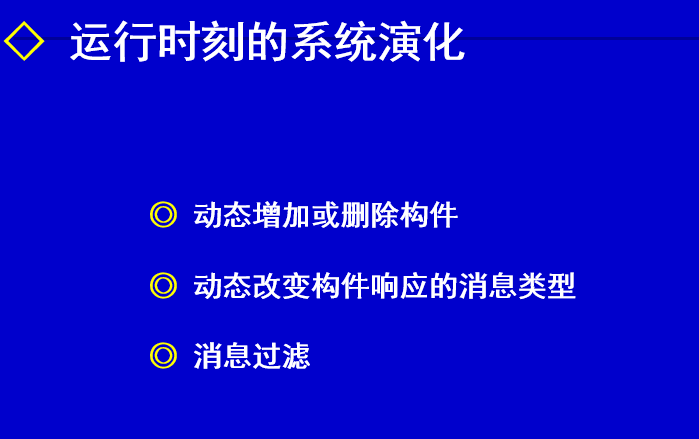 运行时刻的系统演化
动态增加或删除构件
动态改变构件响应的消息类型
消息过滤